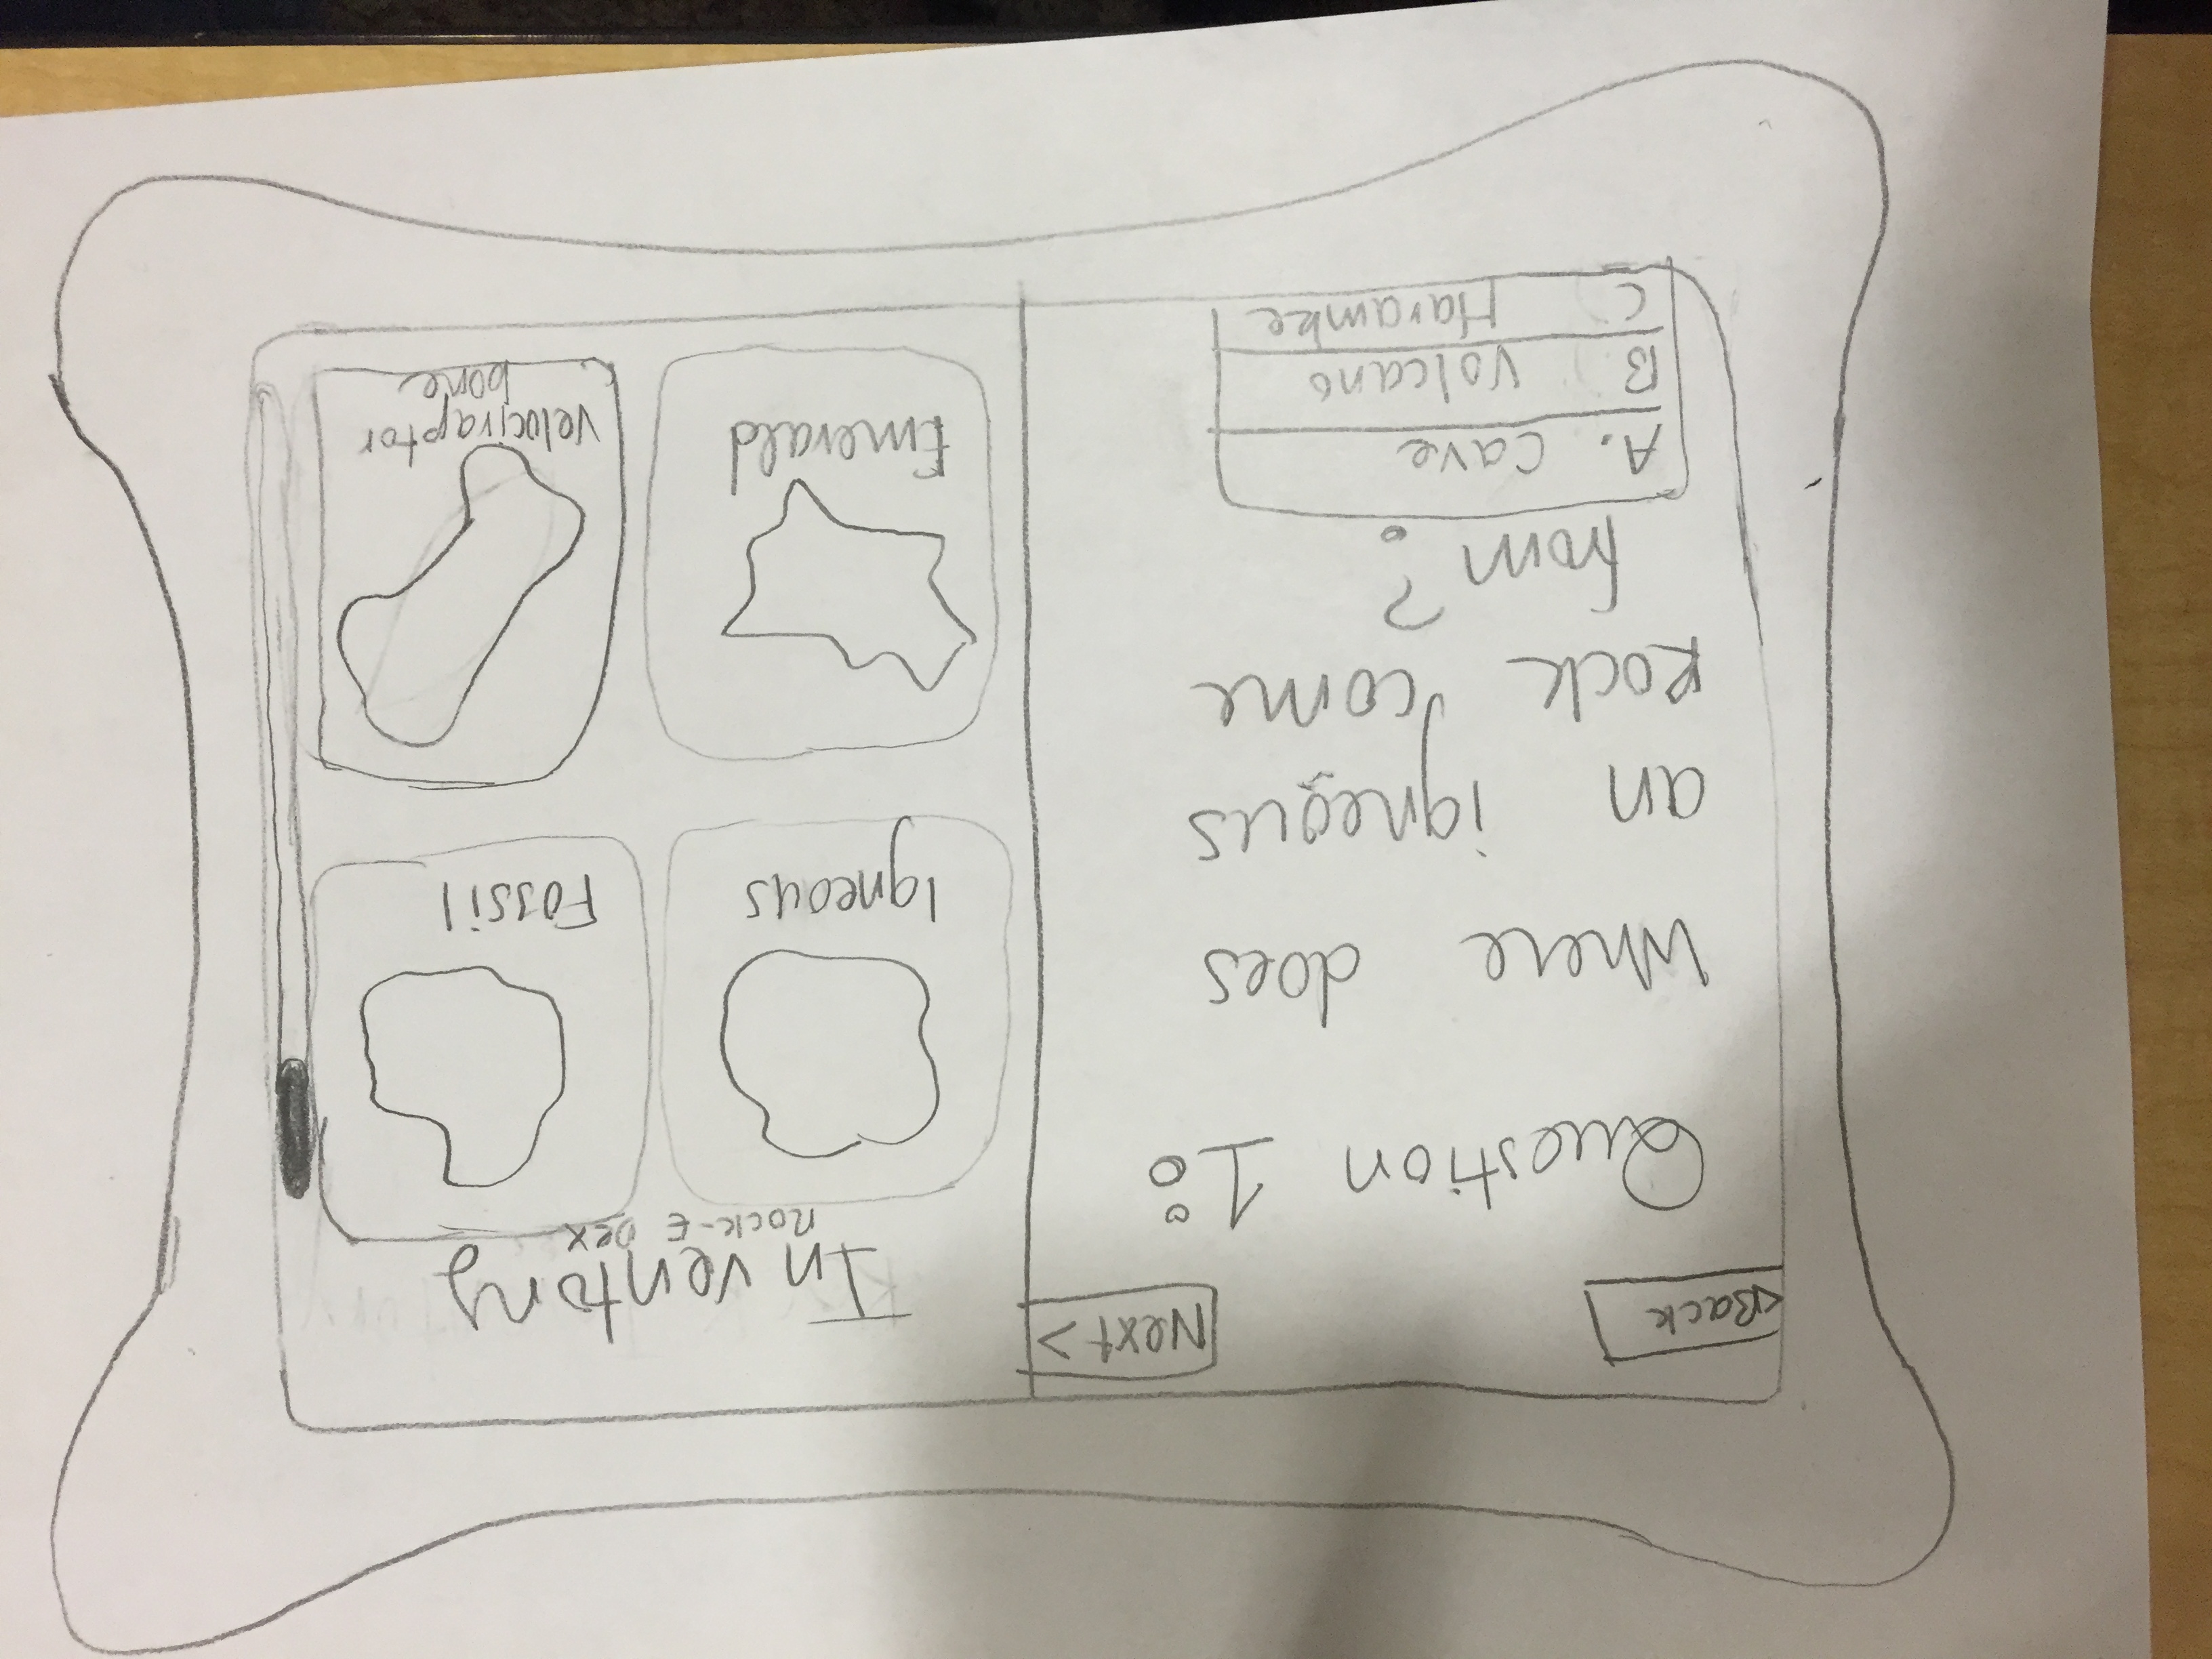 <Back
Next >
Question 1:
Where does
an igneous
Rock come
from?
A. Cave
B Volcano
C Haramke
Inventory
Rock-E Dex
Igneous
Fossil
Emerald
Velociraptor
bone